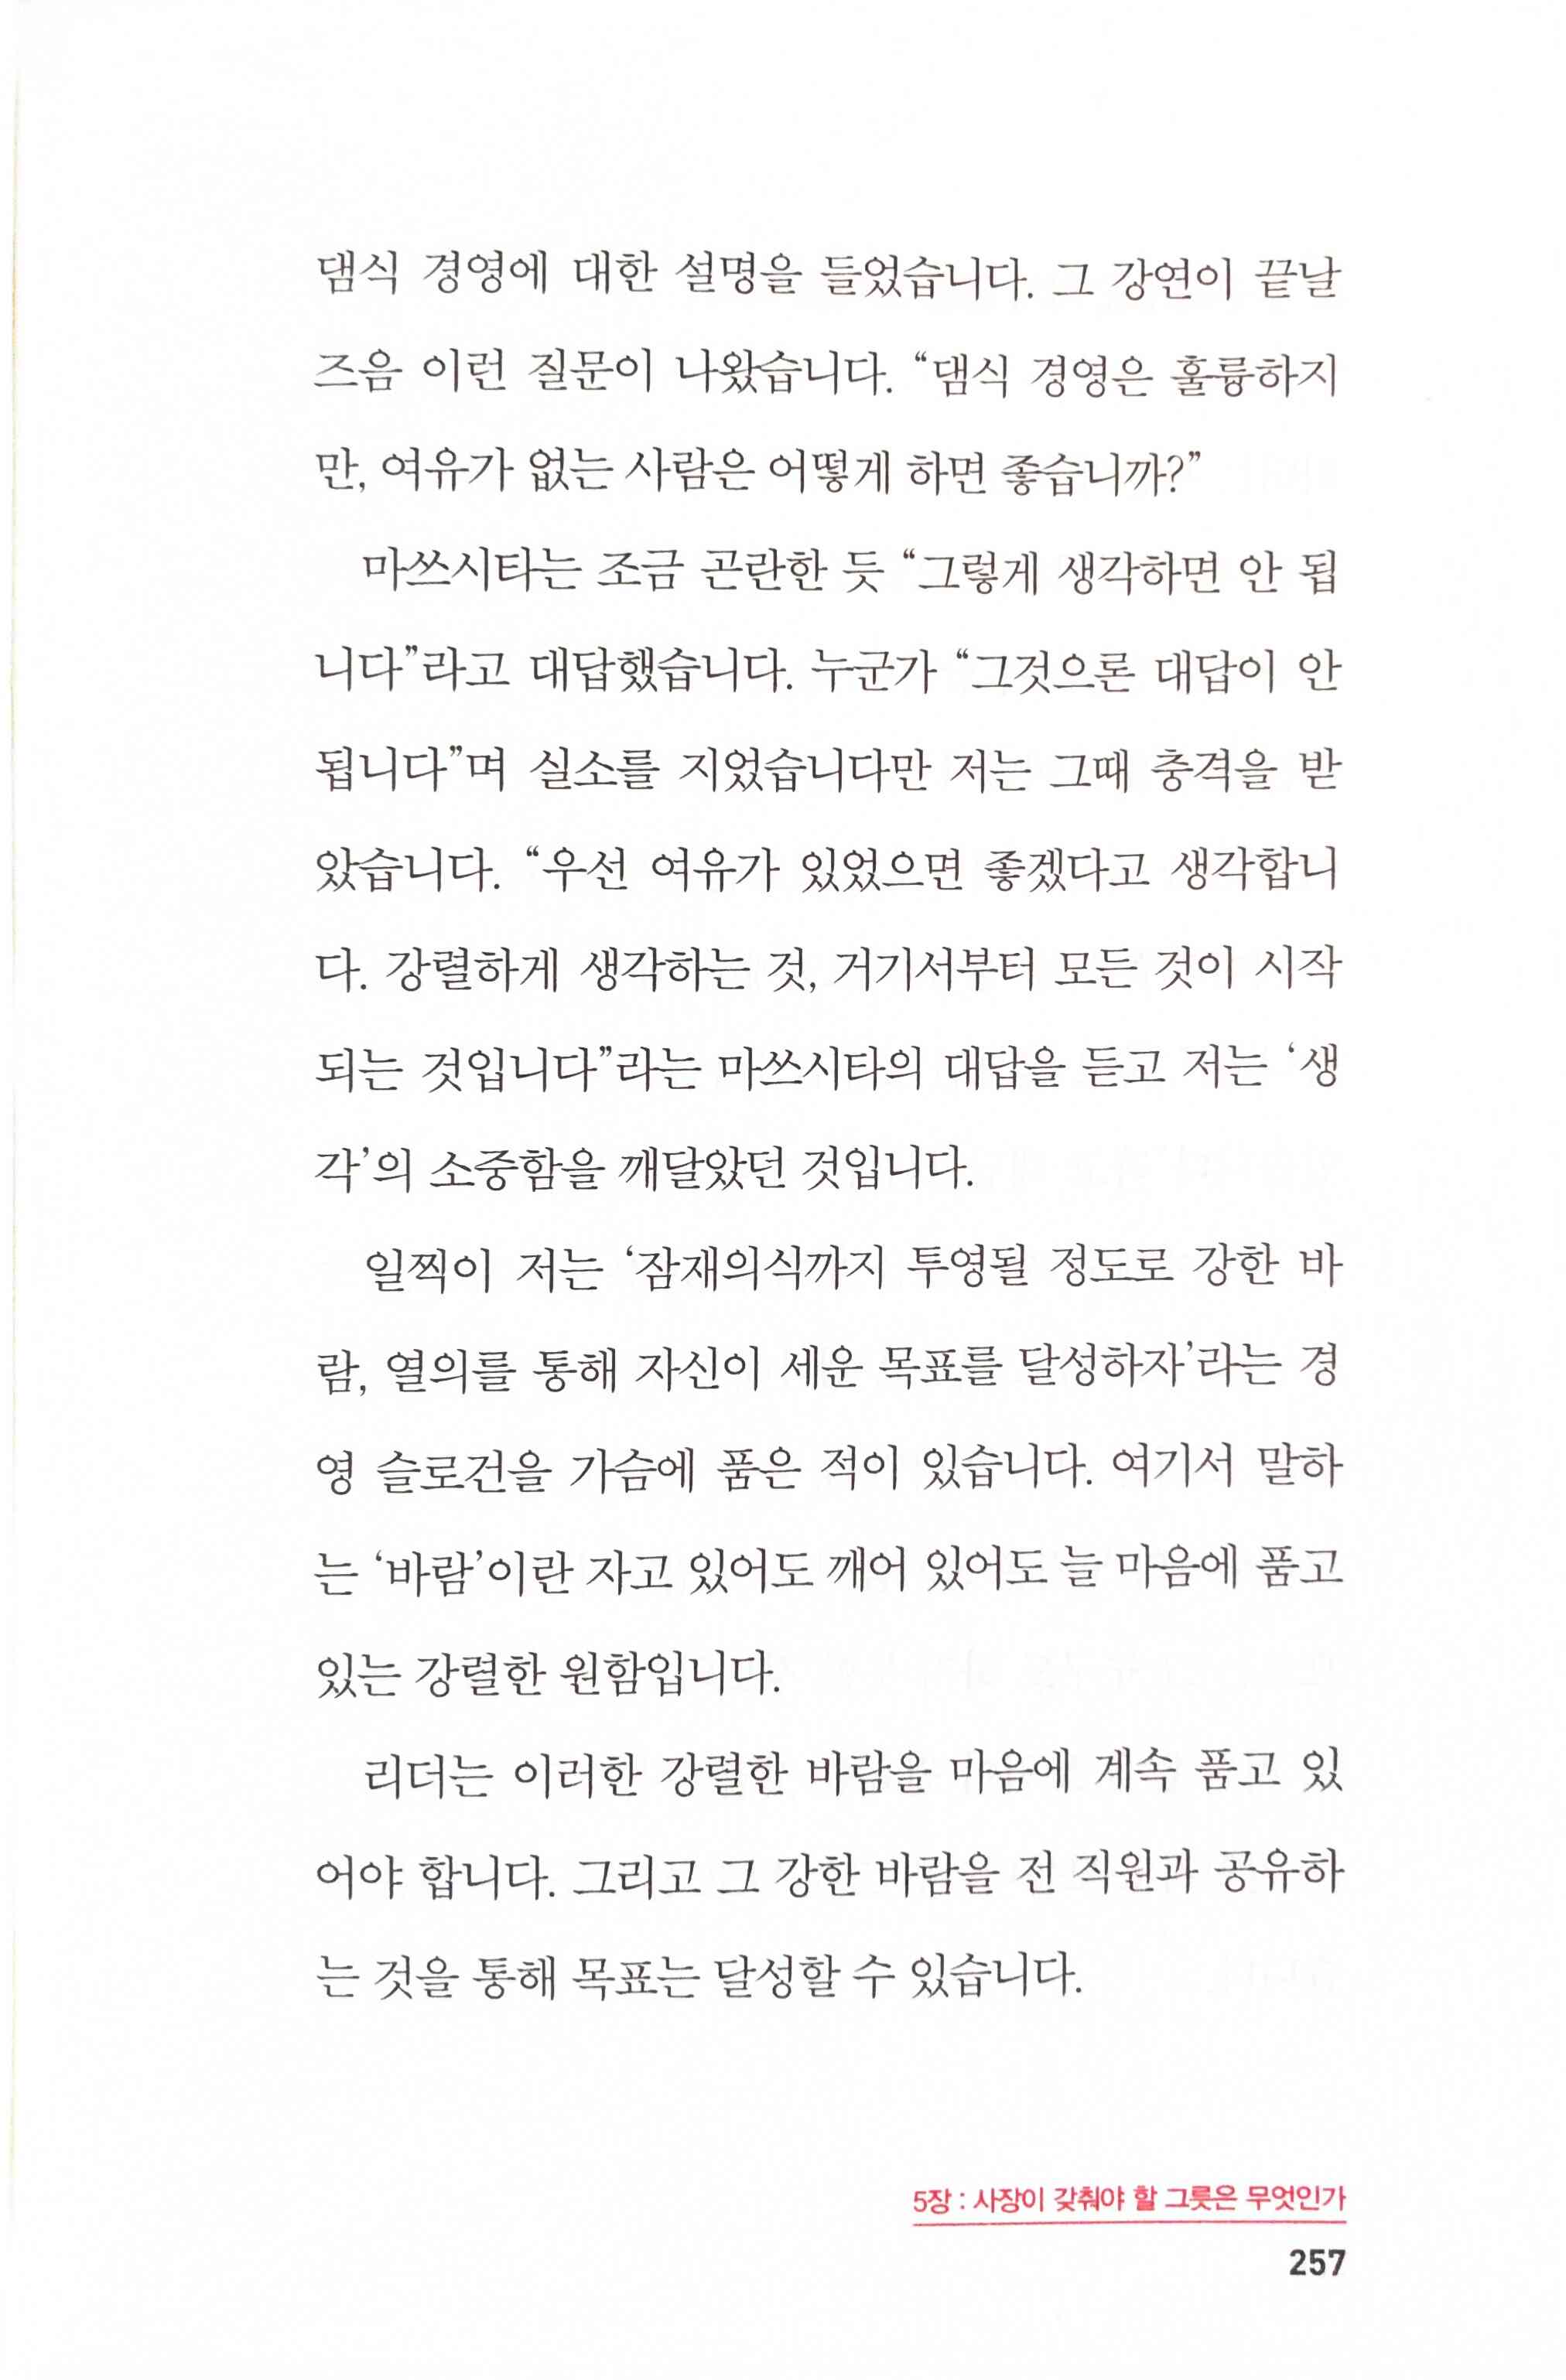 댐식 경영에 대한 설명을 들었습니다. 그 강연이 끝날
즈음 이런 질문이 나왔습니다. “댐식 경영은 훌륭하지
만, 여유가 없는 사람은 어떻게 하면 좋습니까?”
마쓰시타는 조금 곤란한 듯 “그렇게 생각하면 안 됩
니다”라고 대답했습니다. 누군가 “그것으론 대답이 안
됩니다”며 실소를 지었습니다만 저는 그때 충격을 받
았습니다. “우선 여유가 있었으면 좋겠다고 생각합니
다. 강렬하게 생각하는 것, 거기서부터 모든 것이 시작
되는 것입니다”라는 마쓰시타의 대답을 듣고 저는 ‘생
각’의 소중함을 깨달았던 것입니다.
일찍이 저는 ‘잠재의식까지 투영될 정도로 강한 바
람, 열의를 통해 자신이 세운 목표를 달성하자’라는 경
영 슬로건을 가슴에 품은 적이 있습니다. 여기서 말하
는 ‘바람’이란 자고 있어도 깨어 있어도 늘 마음에 품고
있는 강렬한 원함입니다.
리더는 이러한 강렬한 바람을 마음에 계속 품고 있
어야 합니다. 그리고 그 강한 바람을 전 직원과 공유하
는 것을 통해 목표는 달성할 수 있습니다.
5장 : 사장이 갖춰야 할 그릇은 무엇인가
257